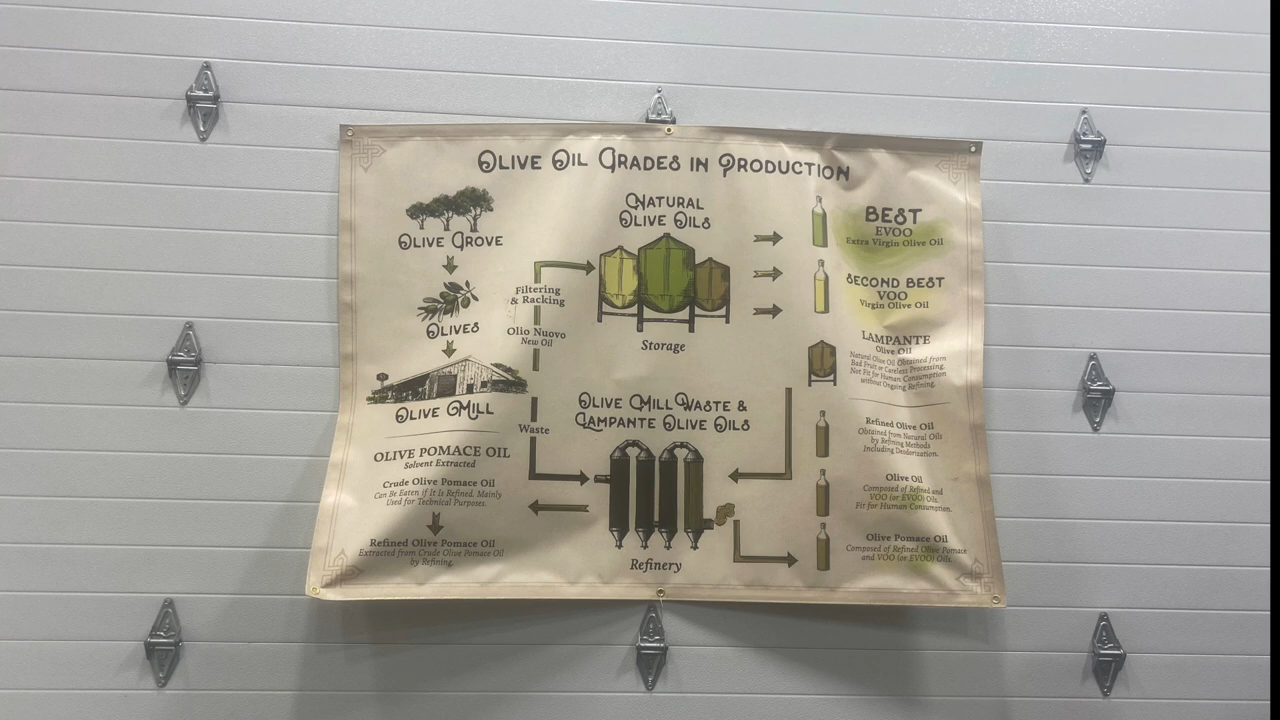 OLIVE OIL GRADES IN PRODUCTION
OLIVE GROVE
OLIVES
OLIVE MILL
OLIVE POMACE OIL
Solvent Extracted
Crude Olive Pomace Oil
Can Be Eaten if It Is Refined. Mainly
Used for Technical Purposes.
Refined Olive Pomace Oil
Extracted from Crude Olive Pomace Oil
by Refining.
Filtering
& Racking
Olio Nuovo
New Oil
Waste
NATURAL
OLIVE OILS
Storage
OLIVE MILL WASTE &
LAMPANTE OLIVE OILS
Refinery
BEST
EVOO
Extra Virgin Olive Oil
SECOND BEST
VOO
Virgin Olive Oil
LAMPANTE
Olive Oil
Natural Olive Oil Obtained from
Bad Fruit or Careless Processing.
Not Fit for Human Consumption
without Ongoing Refining.
Refined Olive Oil
Obtained from Natural Oils
by Refining Methods
Including Deodorization.
Olive Oil
Composed of Refined and
VOO (or EVOO) Oils.
Fit for Human Consumption.
Olive Pomace Oil
Composed of Refined Olive Pomace
and VOO (or EVOO) Oils.